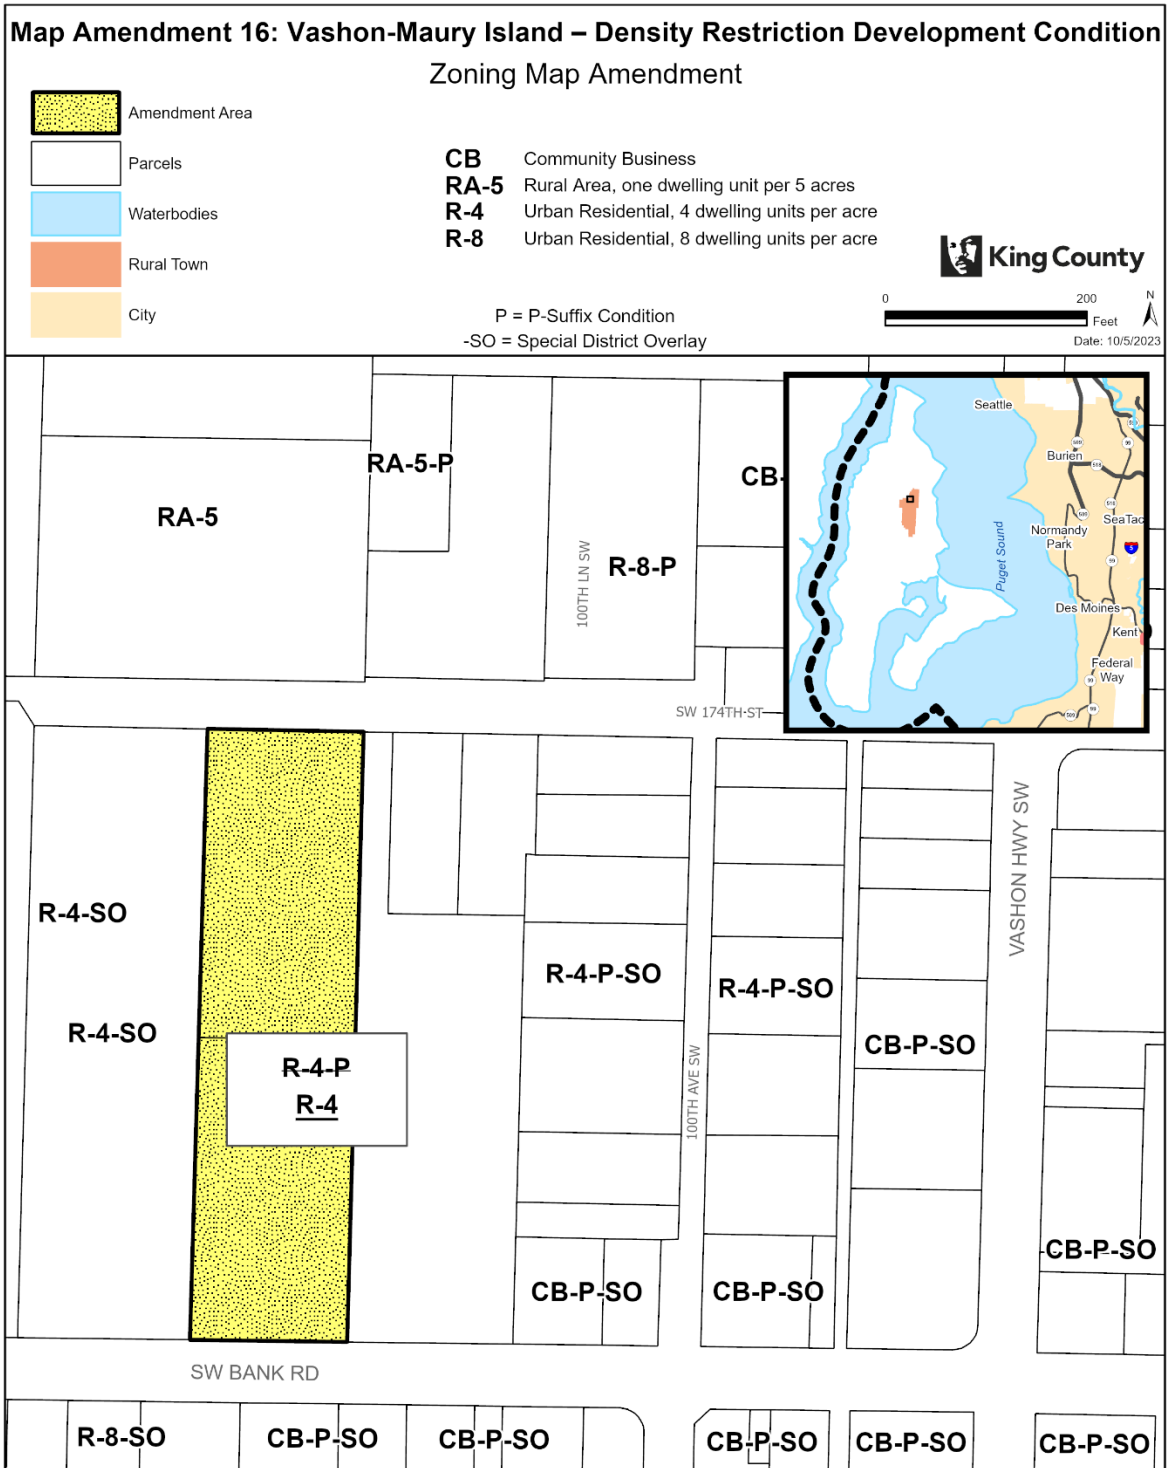 Map Amendment 16: Vashon-Maury Island – Density Restriction Development Condition
Zoning Map Amendment
Amendment Area
Parcels
Waterbodies
Rural Town
City
CB Community Business
RA-5 Rural Area, one dwelling unit per 5 acres
R-4 Urban Residential, 4 dwelling units per acre
R-8 Urban Residential, 8 dwelling units per acre
P = P-Suffix Condition
-SO = Special District Overlay
King County
0 200
Feet
N
Date: 10/5/2023
RA-5
RA-5-P
100TH LN SW
R-8-P
CB-
Seattle
Burien
Normandy
Park
SeaTac
Puget Sound
Des Moines
Kent
Federal
Way
509
518
99
5
SW 174TH ST
R-4-SO
R-4-SO
R-4-P
R-4
R-4-P-SO
R-4-P-SO
CB-P-SO
100TH AVE SW
VASHON HWY SW
CB-P-SO
CB-P-SO
CB-P-SO
SW BANK RD
R-8-SO
CB-P-SO
CB-P-SO
CB-P-SO
CB-P-SO
CB-P-SO